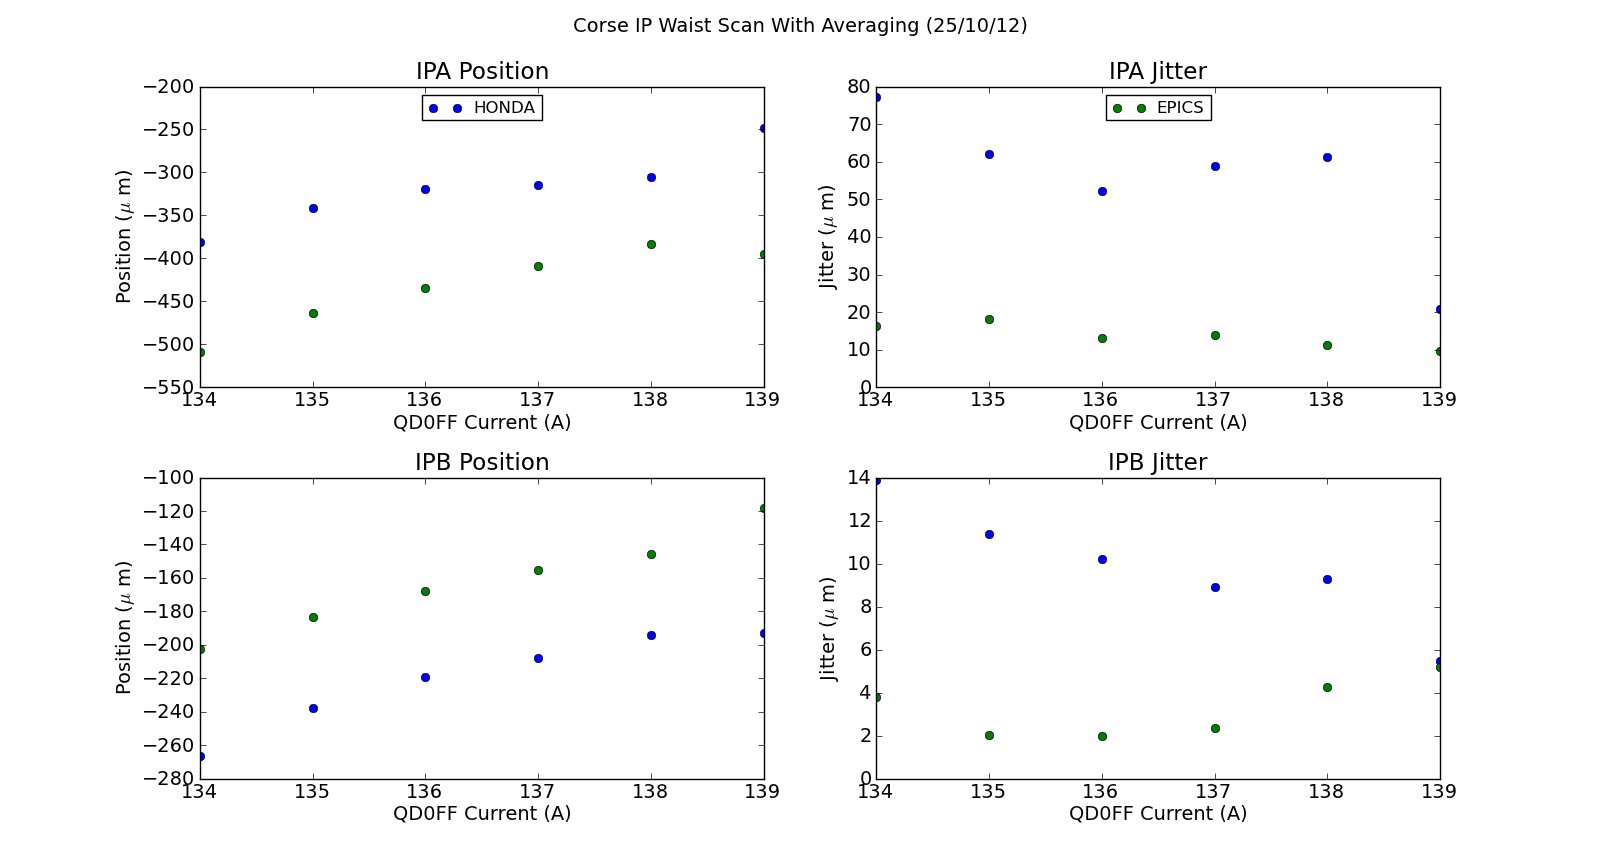 Corse IP Waist Scan With Averaging (25/10/12)
IPA Position
−200
−250
−300
−350
−400
−450
−500
−550
Position (μ m)
HONDA
134 135 136 137 138 139
QD0FF Current (A)
IPA Jitter
80
70
60
50
40
30
20
10
0
Jitter (μ m)
EPICS
134 135 136 137 138 139
QD0FF Current (A)
IPB Position
−100
−120
−140
−160
−180
−200
−220
−240
−260
−280
Position (μ m)
134 135 136 137 138 139
QD0FF Current (A)
IPB Jitter
14
12
10
8
6
4
2
0
Jitter (μ m)
134 135 136 137 138 139
QD0FF Current (A)